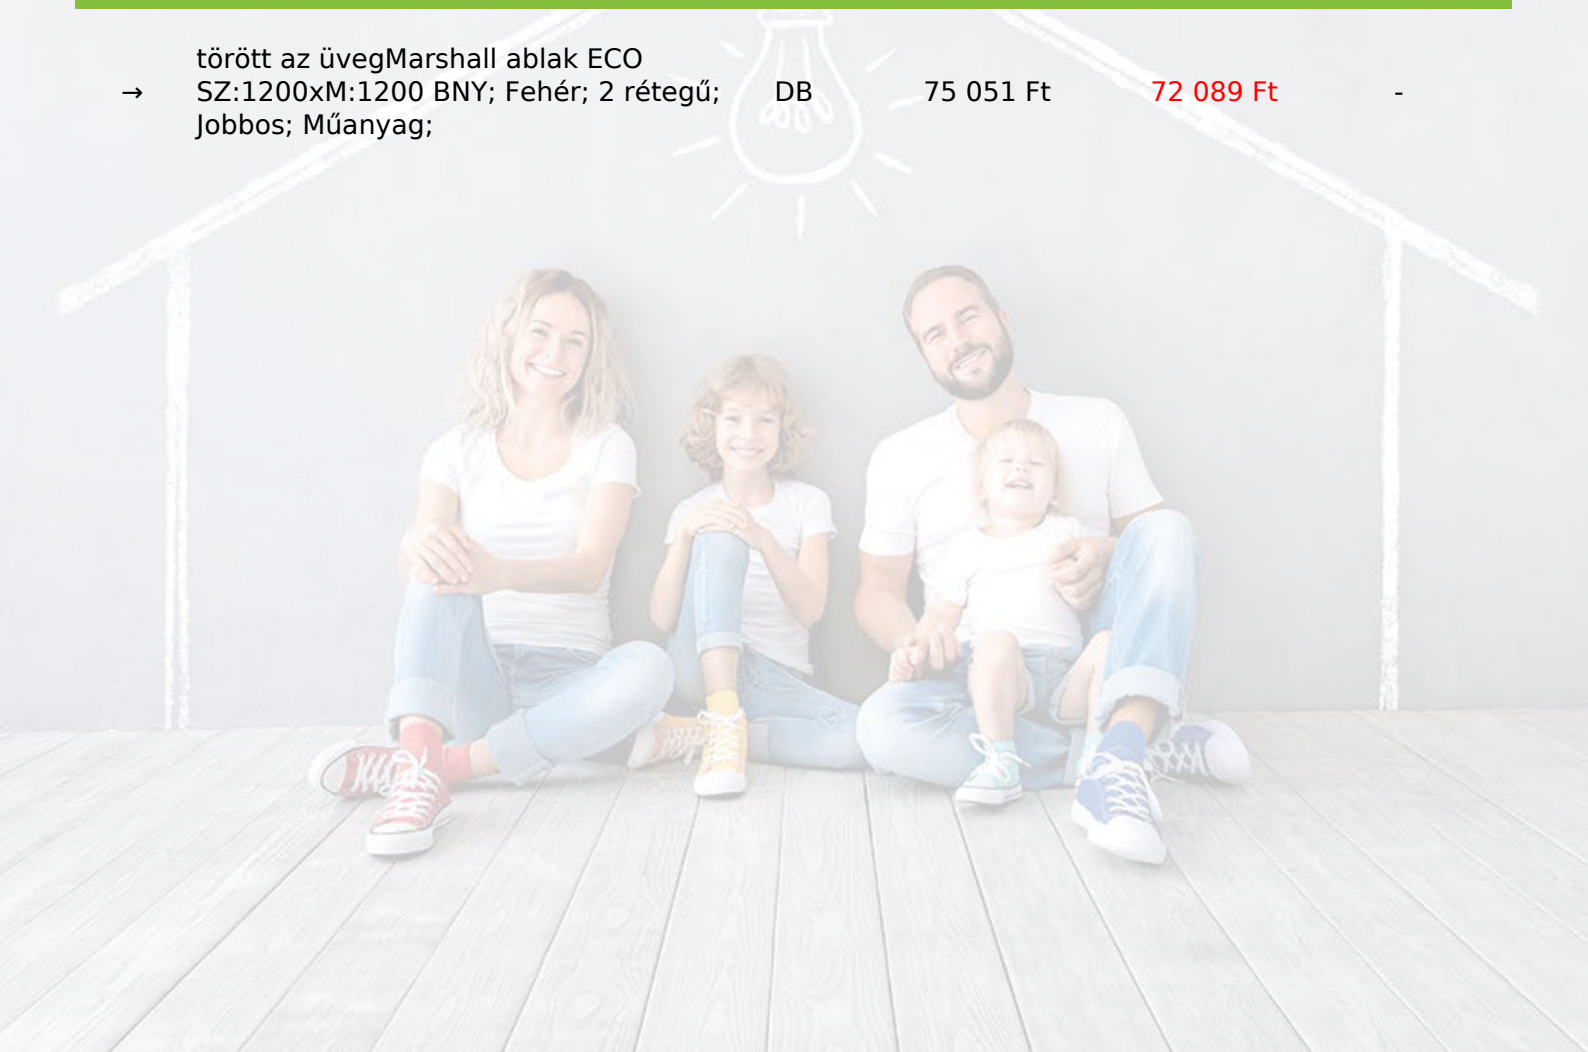 törött az üvegMarshall ablak ECO
→ SZ:1200xM:1200 BNY; Fehér; 2 rétegű; DB 75 051 Ft 72 089 Ft -
Jobbos; Műanyag;